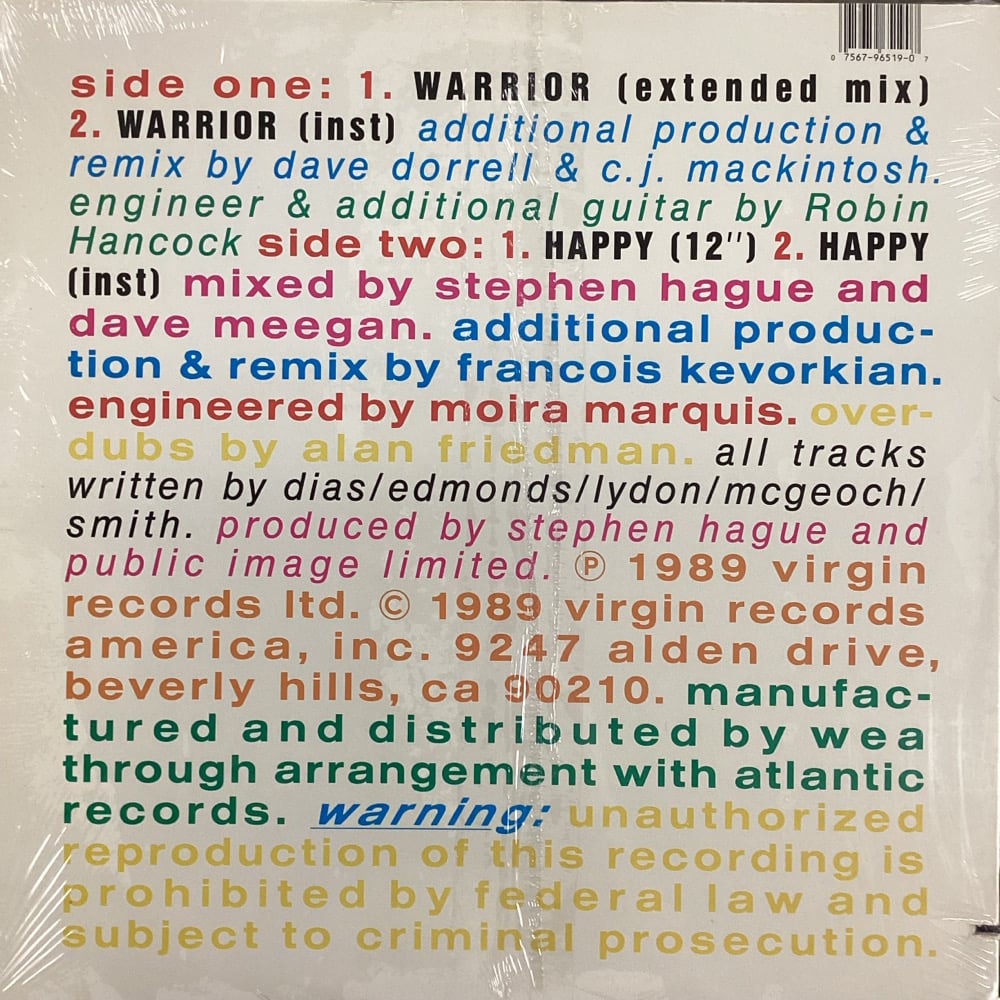 0 7567-96519-0 7
side one: 1. WARRIOR (extended mix)
2. WARRIOR (inst) additional production &
remix by dave dorrell & c.j. mackintosh.
engineer & additional guitar by Robin
Hancock side two: 1. HAPPY (12") 2. HAPPY
(inst) mixed by stephen hague and
dave meegan. additional produc-
tion & remix by francois kevorkian.
engineered by moira marquis. over-
dubs by alan friedman. all tracks
written by dias/edmonds/lydon/mcgeoch/
smith. produced by stephen hague and
public image limited. ℗ 1989 virgin
records ltd. © 1989 virgin records
america, inc. 9247 alden drive,
beverly hills, ca 90210. manufac-
tured and distributed by wea
through arrangement with atlantic
records. warning: unauthorized
reproduction of this recording is
prohibited by federal law and
subject to criminal prosecution.